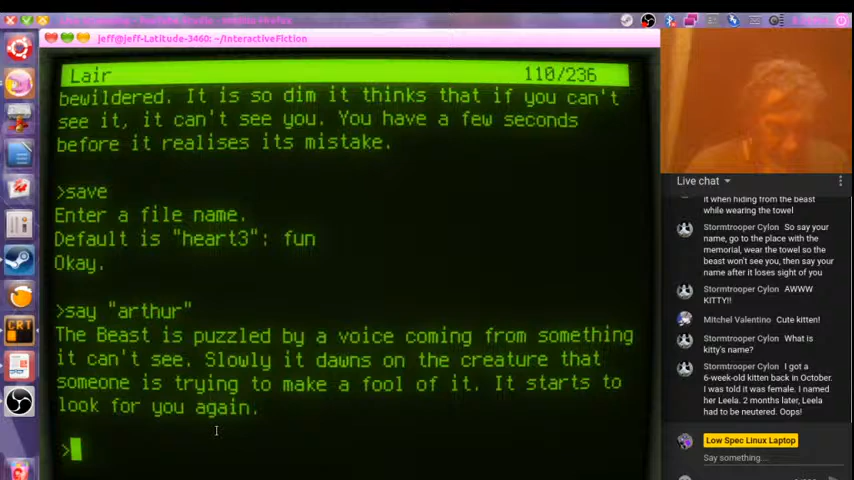 jeff@jeff-Latitude-3460: ~/InteractiveFiction
Lair 110/236
bewildered. It is so dim it thinks that if you can't
see it, it can't see you. You have a few seconds
before it realises its mistake.
>save
Enter a file name.
Default is "heart3": fun
Okay.
>say "arthur"
The Beast is puzzled by a voice coming from something
it can't see. Slowly it dawns on the creature that
someone is trying to make a fool of it. It starts to
look for you again.
>
CRT
Live chat
it when hiding from the beast
while wearing the towel
Stormtrooper Cylon So say your
name, go to the place with the
memorial, wear the towel so the
beast won't see you, then say your
name after it loses sight of you
Stormtrooper Cylon AWWW
KITTY!!
Mitchel Valentino Cute kitten!
Stormtrooper Cylon What is
kitty's name?
Stormtrooper Cylon I got a
6-week-old kitten back in October.
I was told it was female. I named
her Leela. 2 months later, Leela
had to be neutered. Oops!
Low Spec Linux Laptop
Say something...